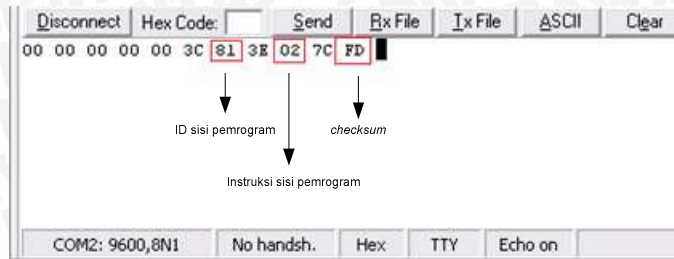 Disconnect Hex Code: Send Rx File Tx File ASCII Clear
00 00 00 00 00 3C 81 3E 02 7C FD
ID sisi pemrogram checksum
Instruksi sisi pemrogram
COM2: 9600,8N1 No handsh. Hex TTY Echo on